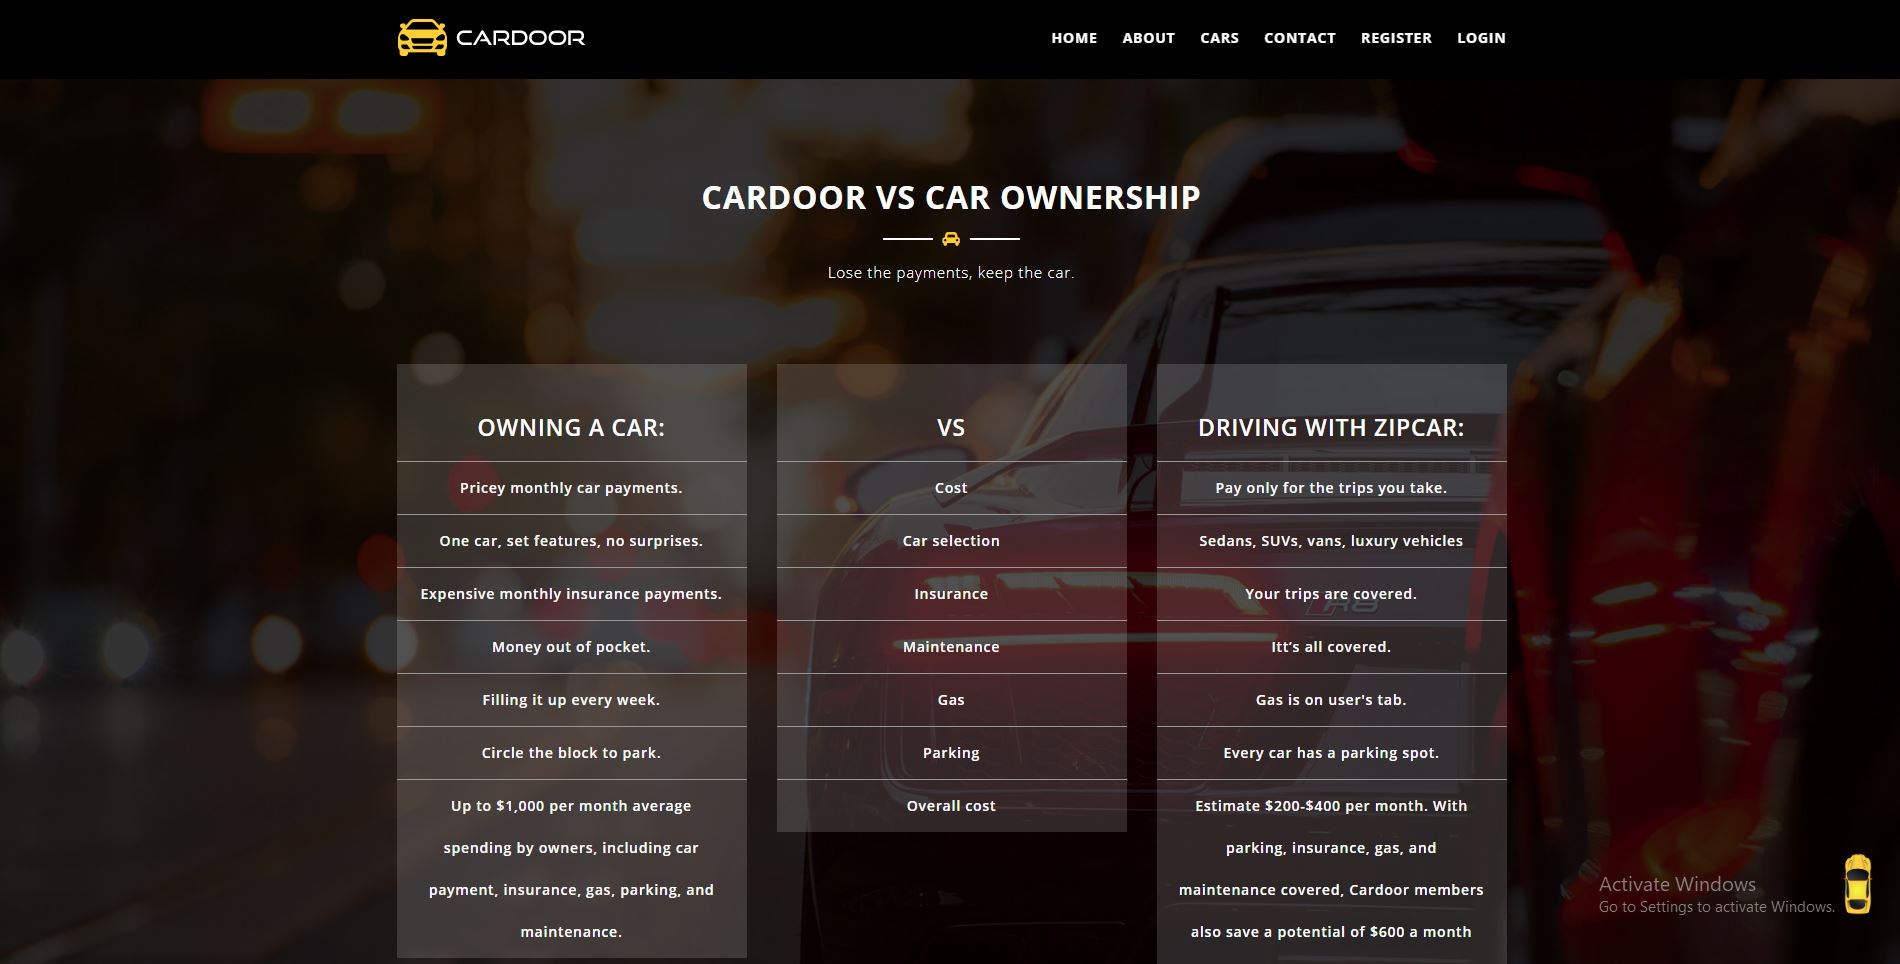 CARDOOR
HOME ABOUT CARS CONTACT REGISTER LOGIN
CARDOOR VS CAR OWNERSHIP
Lose the payments, keep the car.
OWNING A CAR:
Pricey monthly car payments.
One car, set features, no surprises.
Expensive monthly insurance payments.
Money out of pocket.
Filling it up every week.
Circle the block to park.
Up to $1,000 per month average
spending by owners, including car
payment, insurance, gas, parking, and
maintenance.
VS
Cost
Car selection
Insurance
Maintenance
Gas
Parking
Overall cost
DRIVING WITH ZIPCAR:
Pay only for the trips you take.
Sedans, SUVs, vans, luxury vehicles
Your trips are covered.
Itt’s all covered.
Gas is on user's tab.
Every car has a parking spot.
Estimate $200-$400 per month. With
parking, insurance, gas, and
maintenance covered, Cardoor members
also save a potential of $600 a month
R8
Activate Windows
Go to Settings to activate Windows.